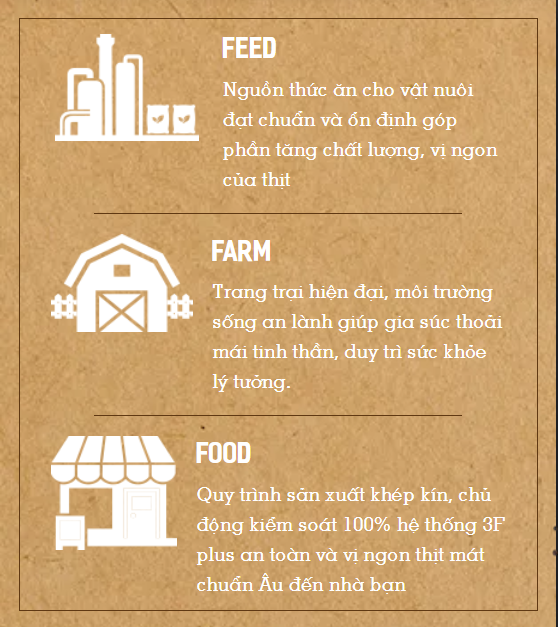 FEED
Nguồn thức ăn cho vật nuôi
đạt chuẩn và ổn định góp
phần tăng chất lượng, vị ngon
của thịt
FARM
Trang trại hiện đại, môi trường
sống an lành giúp gia súc thoải
mái tinh thần, duy trì sức khỏe
lý tưởng.
FOOD
Quy trình sản xuất khép kín, chủ
động kiểm soát 100% hệ thống 3F
plus an toàn và vị ngon thịt mát
chuẩn Âu đến nhà bạn